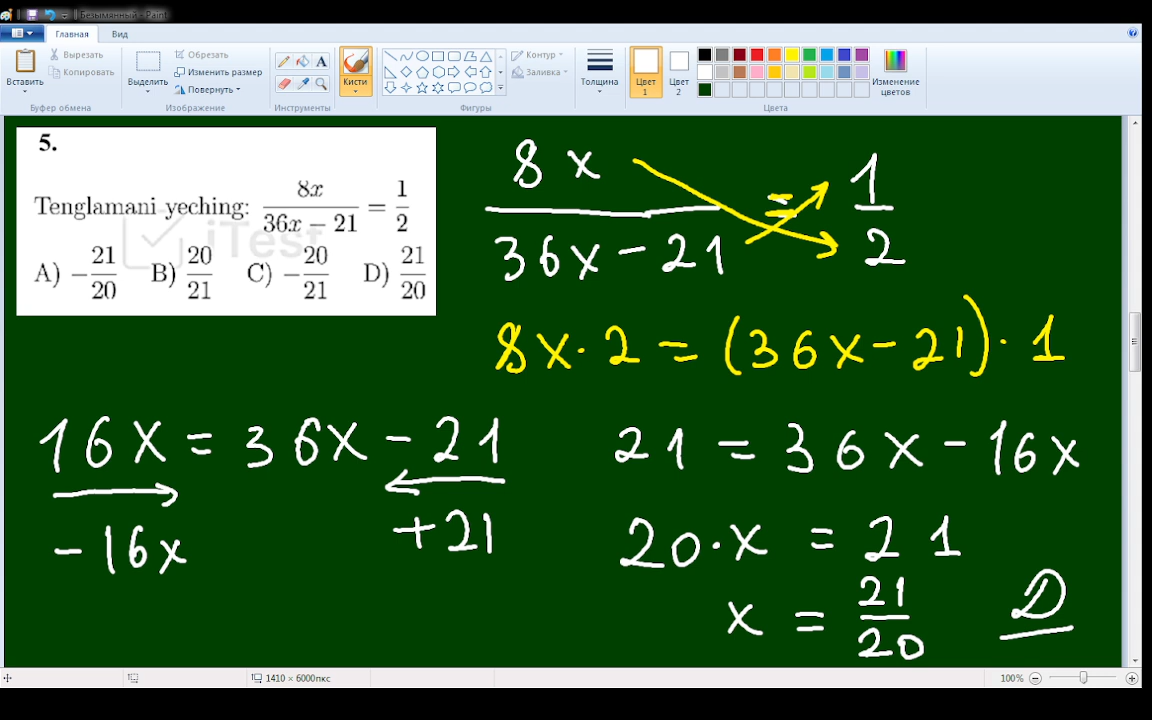 Безымянный - Paint
Главная Вид
Вставить
Вырезать
Копировать
Буфер обмена
Выделить
Обрезать
Изменить размер
Повернуть
Изображение
Инструменты
Кисти
Контур
Заливка
Фигуры
Толщина
Цвет 1
Цвет 2
Изменение цветов
Цвета
5.
Tenglamani yeching: 8x/(36x − 21) = 1/2
iTest
A) −21/20 B) 20/21 C) −20/21 D) 21/20
8x/(36x − 21) = 1/2
8x · 2 = (36x − 21) · 1
16x = 36x − 21
−16x +21
21 = 36x − 16x
20 · x = 21
x = 21/20 D
1410 × 6000пкс
100%